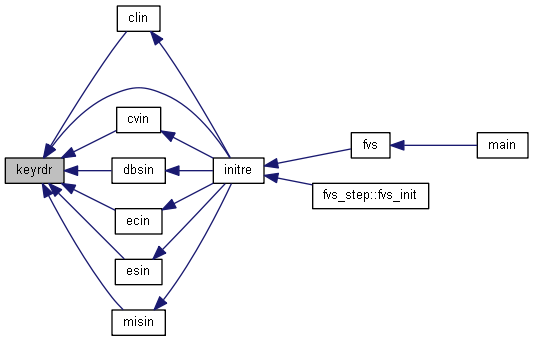 clin
cvin
fvs
main
keyrdr
dbsin
initre
fvs_step::fvs_init
ecin
esin
misin